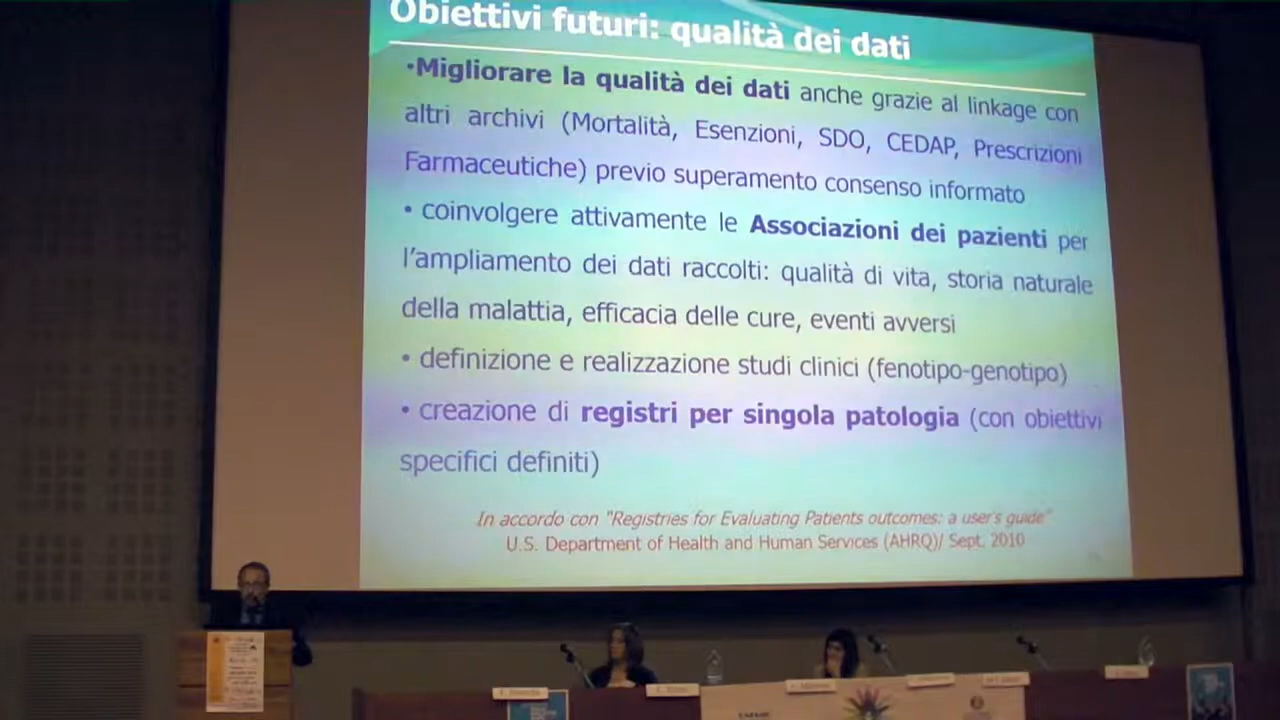 Obiettivi futuri: qualità dei dati
•Migliorare la qualità dei dati anche grazie al linkage con
altri archivi (Mortalità, Esenzioni, SDO, CEDAP, Prescrizioni
Farmaceutiche) previo superamento consenso informato
• coinvolgere attivamente le Associazioni dei pazienti per
l'ampliamento dei dati raccolti: qualità di vita, storia naturale
della malattia, efficacia delle cure, eventi avversi
• definizione e realizzazione studi clinici (fenotipo-genotipo)
• creazione di registri per singola patologia (con obiettivi
specifici definiti)
In accordo con "Registries for Evaluating Patients outcomes: a user's guide"
U.S. Department of Health and Human Services (AHRQ)/ Sept. 2010